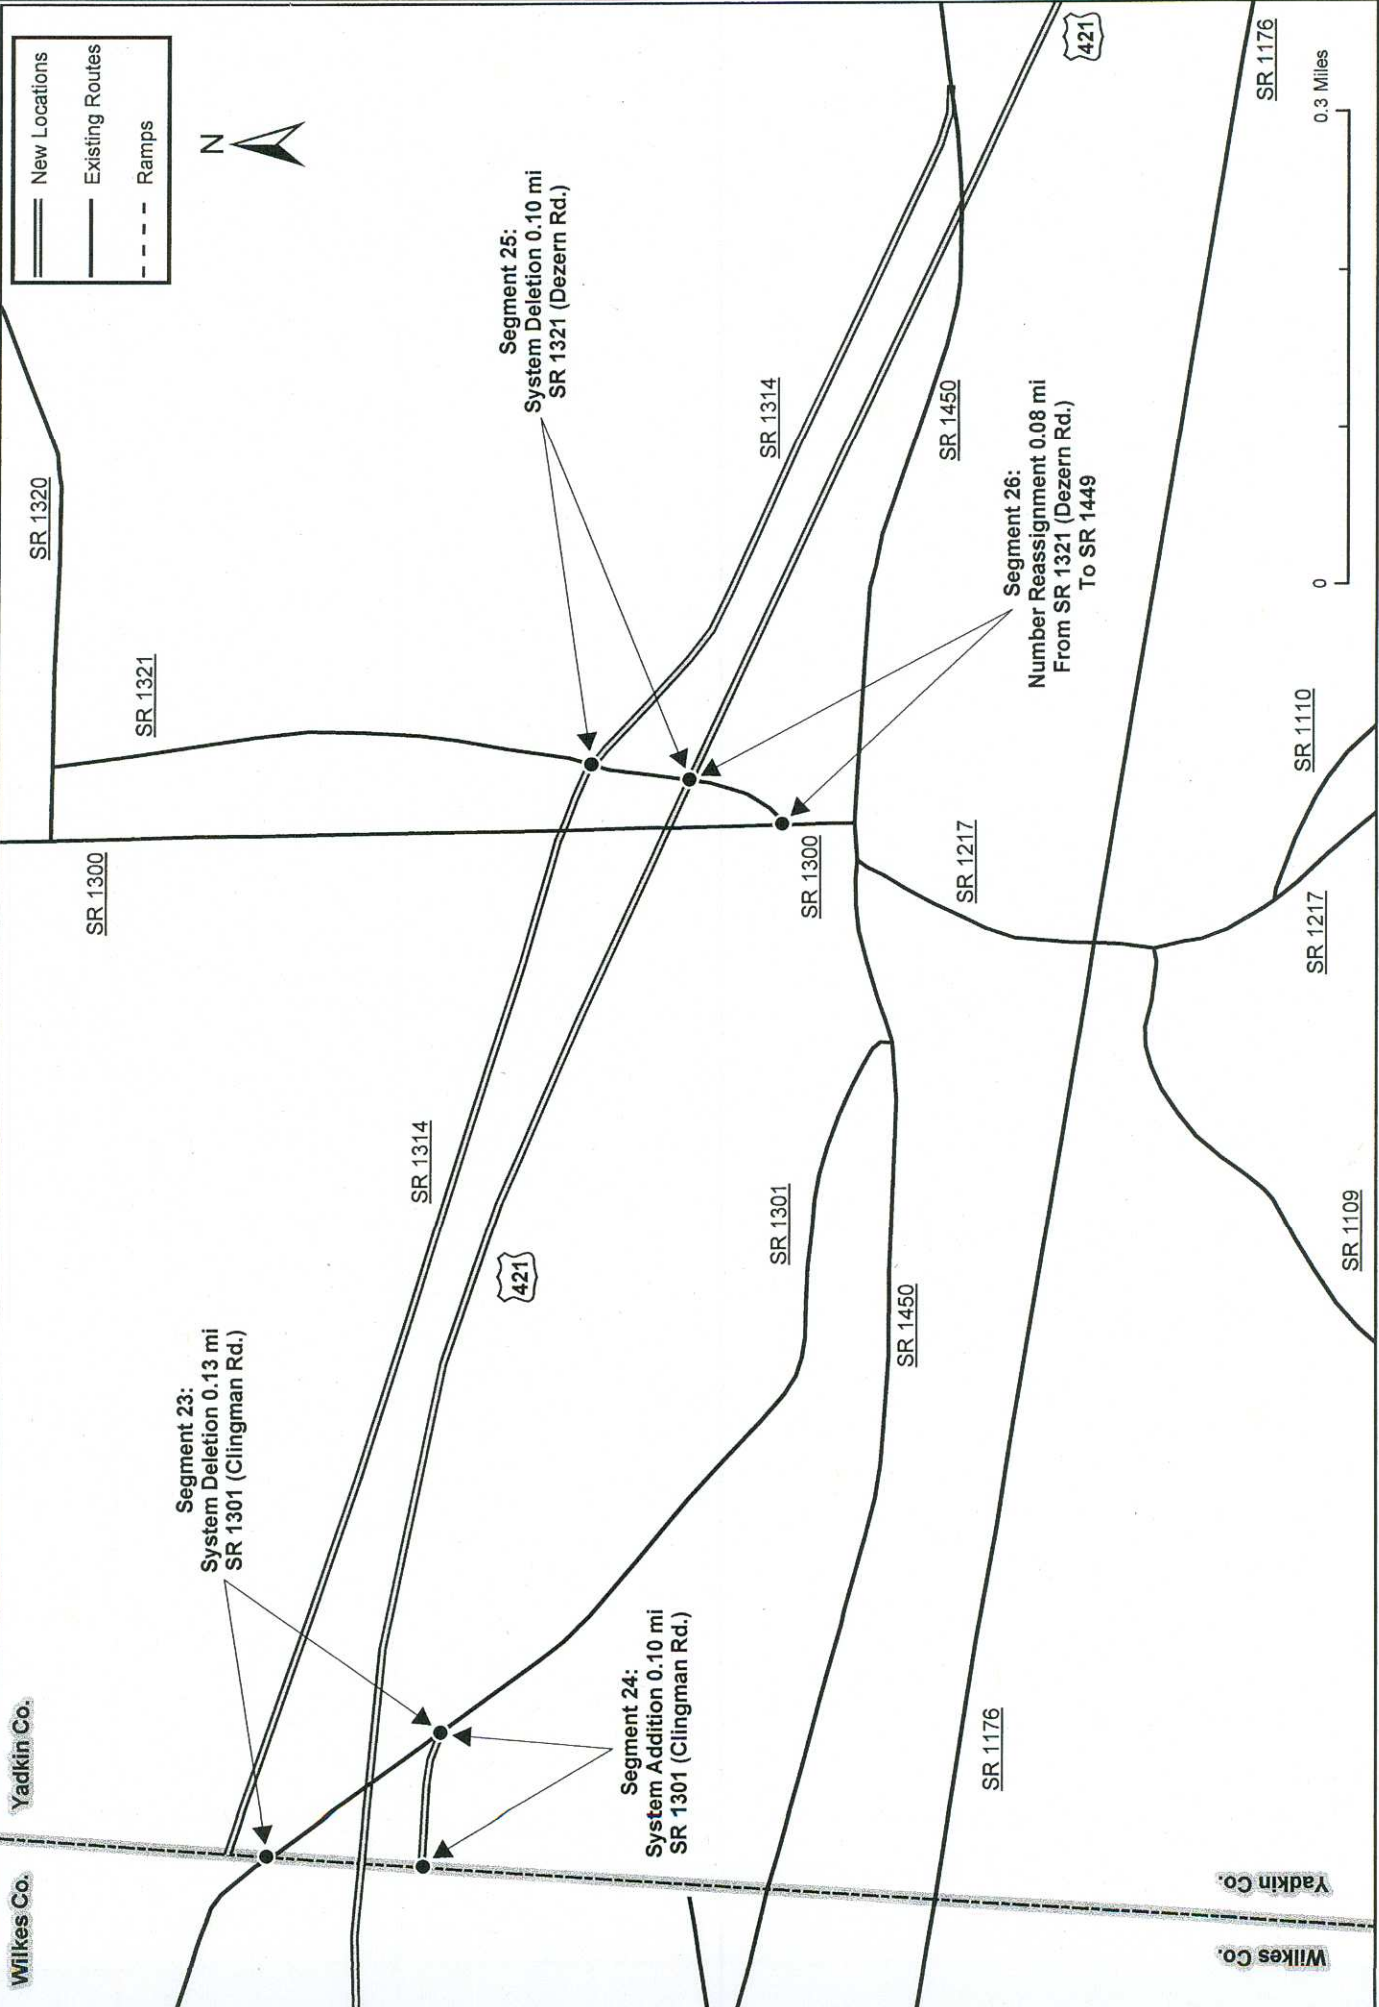 Wilkes Co.
Yadkin Co.
SR 1320
New Locations
Existing Routes
Ramps
N
SR 1300
SR 1321
Segment 23:
System Deletion 0.13 mi
SR 1301 (Clingman Rd.)
SR 1314
421
Segment 25:
System Deletion 0.10 mi
SR 1321 (Dezern Rd.)
Segment 24:
System Addition 0.10 mi
SR 1301 (Clingman Rd.)
SR 1301
SR 1300
SR 1314
421
SR 1450
SR 1450
SR 1217
Segment 26:
Number Reassignment 0.08 mi
From SR 1321 (Dezern Rd.)
To SR 1449
SR 1176
SR 1176
Wilkes Co.
Yadkin Co.
SR 1109
SR 1217
SR 1110
0
0.3 Miles